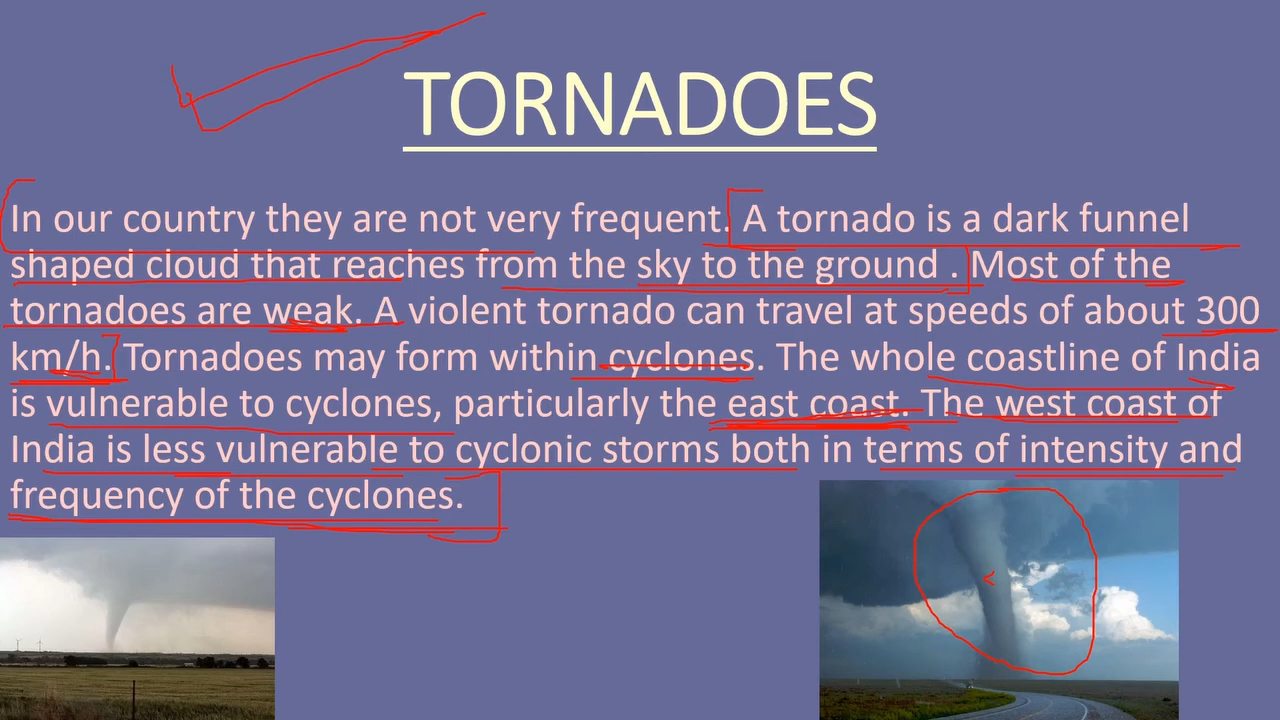 TORNADOES
In our country they are not very frequent. A tornado is a dark funnel
shaped cloud that reaches from the sky to the ground . Most of the
tornadoes are weak. A violent tornado can travel at speeds of about 300
km/h. Tornadoes may form within cyclones. The whole coastline of India
is vulnerable to cyclones, particularly the east coast. The west coast of
India is less vulnerable to cyclonic storms both in terms of intensity and
frequency of the cyclones.